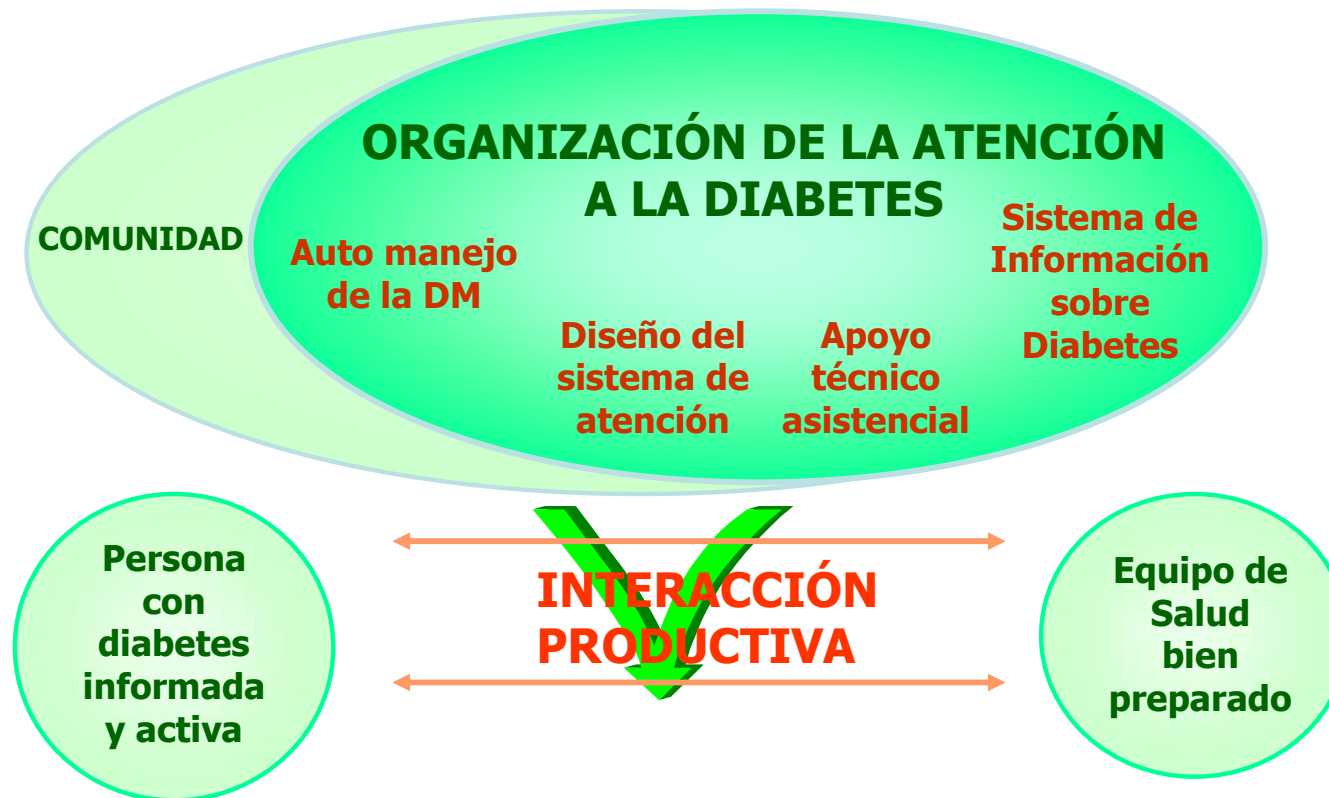 ORGANIZACIÓN DE LA ATENCIÓN
A LA DIABETES
COMUNIDAD
Auto manejo
de la DM
Diseño del
sistema de
atención
Apoyo
técnico
asistencial
Sistema de
Información
sobre
Diabetes
Persona
con
diabetes
informada
y activa
INTERACCIÓN
PRODUCTIVA
Equipo de
Salud
bien
preparado